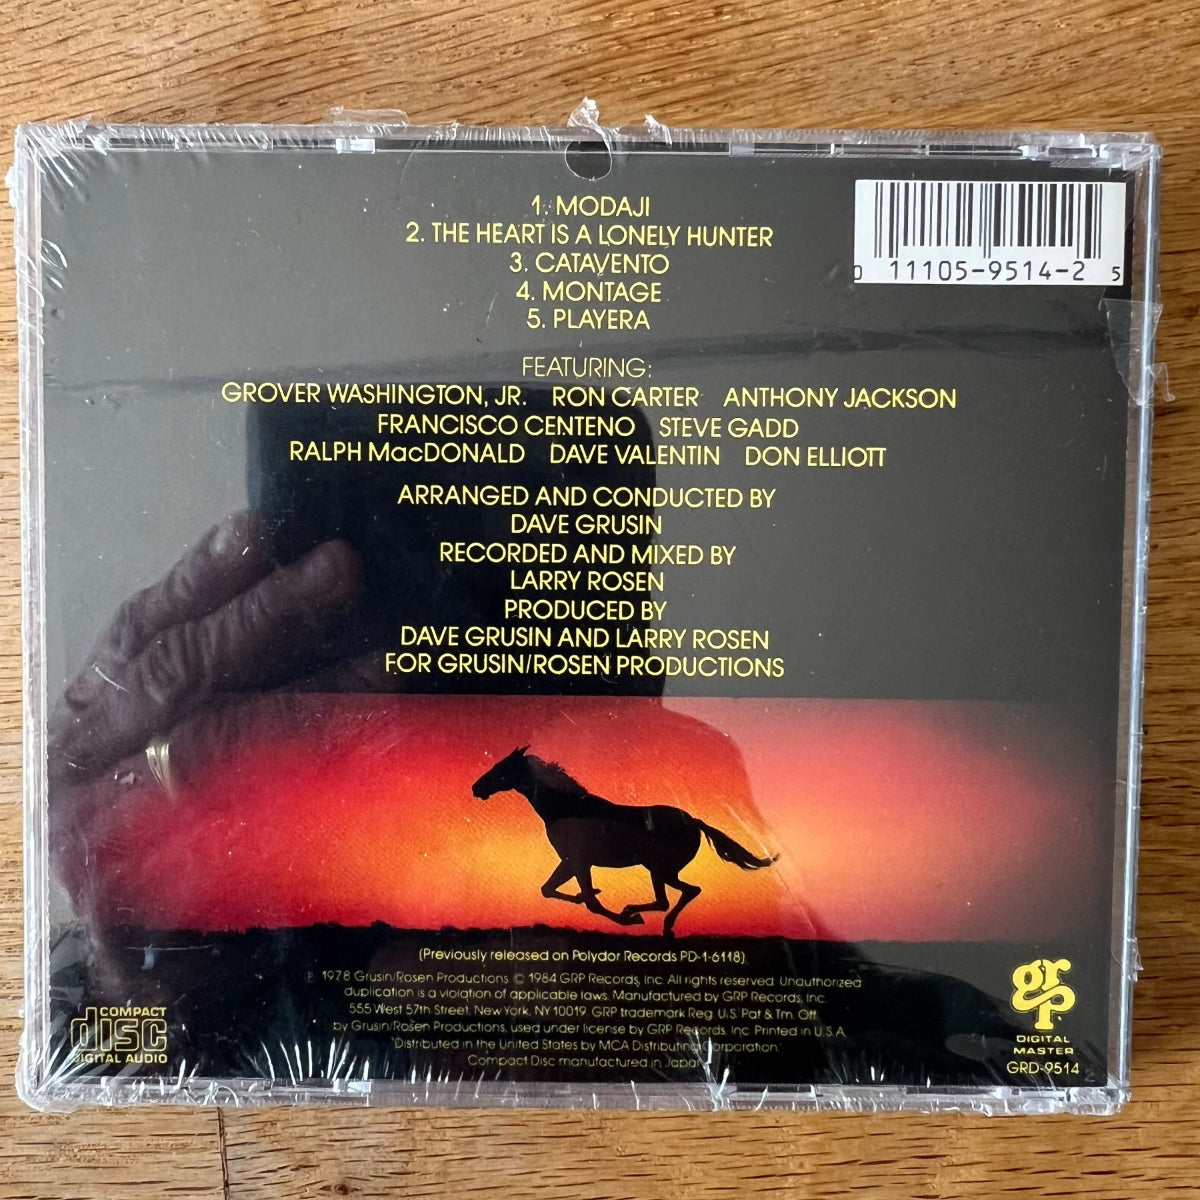 1. MODAJI
2. THE HEART IS A LONELY HUNTER
3. CATAVENTO
4. MONTAGE
5. PLAYERA
0 11105-9514-2 5
FEATURING:
GROVER WASHINGTON, JR. RON CARTER ANTHONY JACKSON
FRANCISCO CENTENO STEVE GADD
RALPH MacDONALD DAVE VALENTIN DON ELLIOTT
ARRANGED AND CONDUCTED BY
DAVE GRUSIN
RECORDED AND MIXED BY
LARRY ROSEN
PRODUCED BY
DAVE GRUSIN AND LARRY ROSEN
FOR GRUSIN/ROSEN PRODUCTIONS
(Previously released on Polydor Records PD-1-6118)
℗ 1978 Grusin/Rosen Productions © 1984 GRP Records, Inc. All rights reserved. Unauthorized
duplication is a violation of applicable laws. Manufactured by GRP Records, Inc.
555 West 57th Street, New York, NY 10019. GRP trademark Reg. U.S. Pat & Tm. Off.
by Grusin/Rosen Productions, used under license by GRP Records, Inc. Printed in U.S.A.
"Distributed in the United States by MCA Distributing Corporation."
Compact Disc manufactured in Japan
COMPACT
disc
DIGITAL AUDIO
grp
DIGITAL
MASTER
GRD-9514